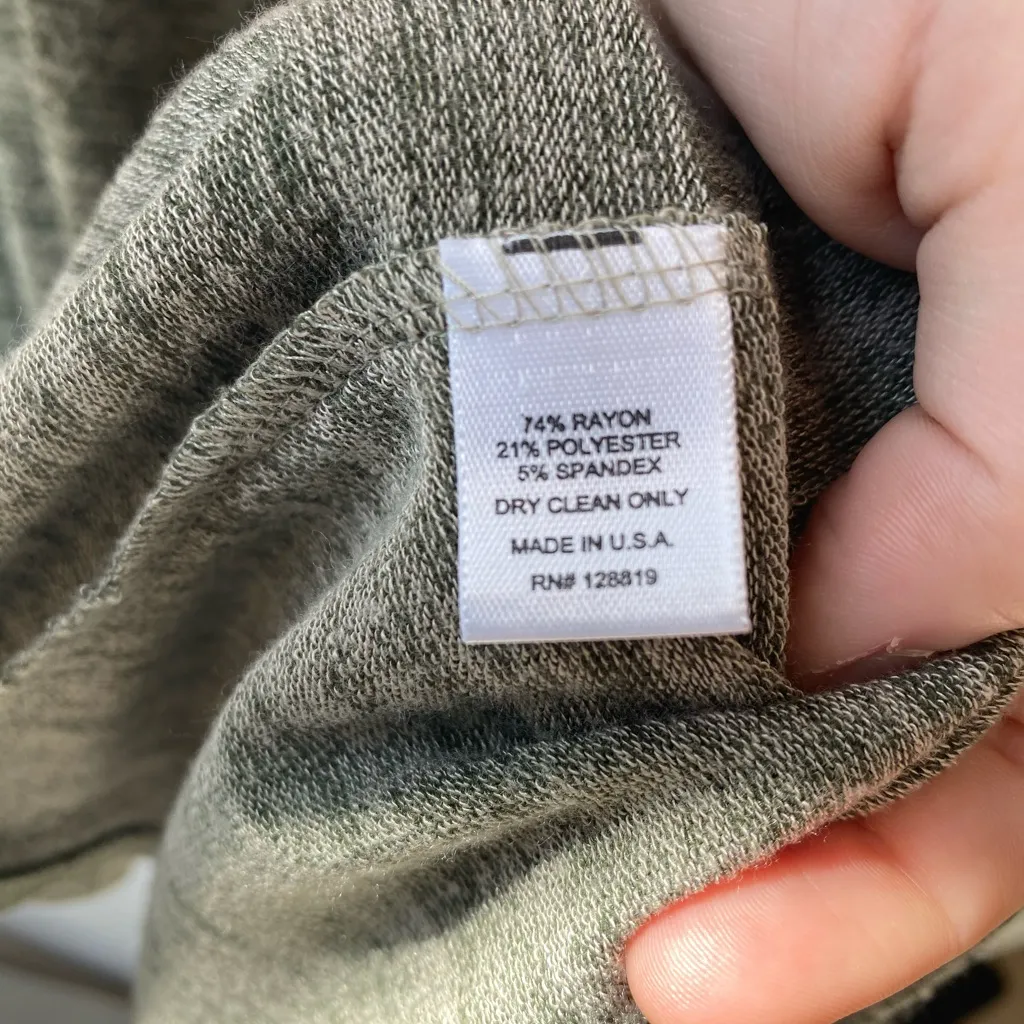 74% RAYON
21% POLYESTER
5% SPANDEX
DRY CLEAN ONLY
MADE IN U.S.A.
RN# 128819